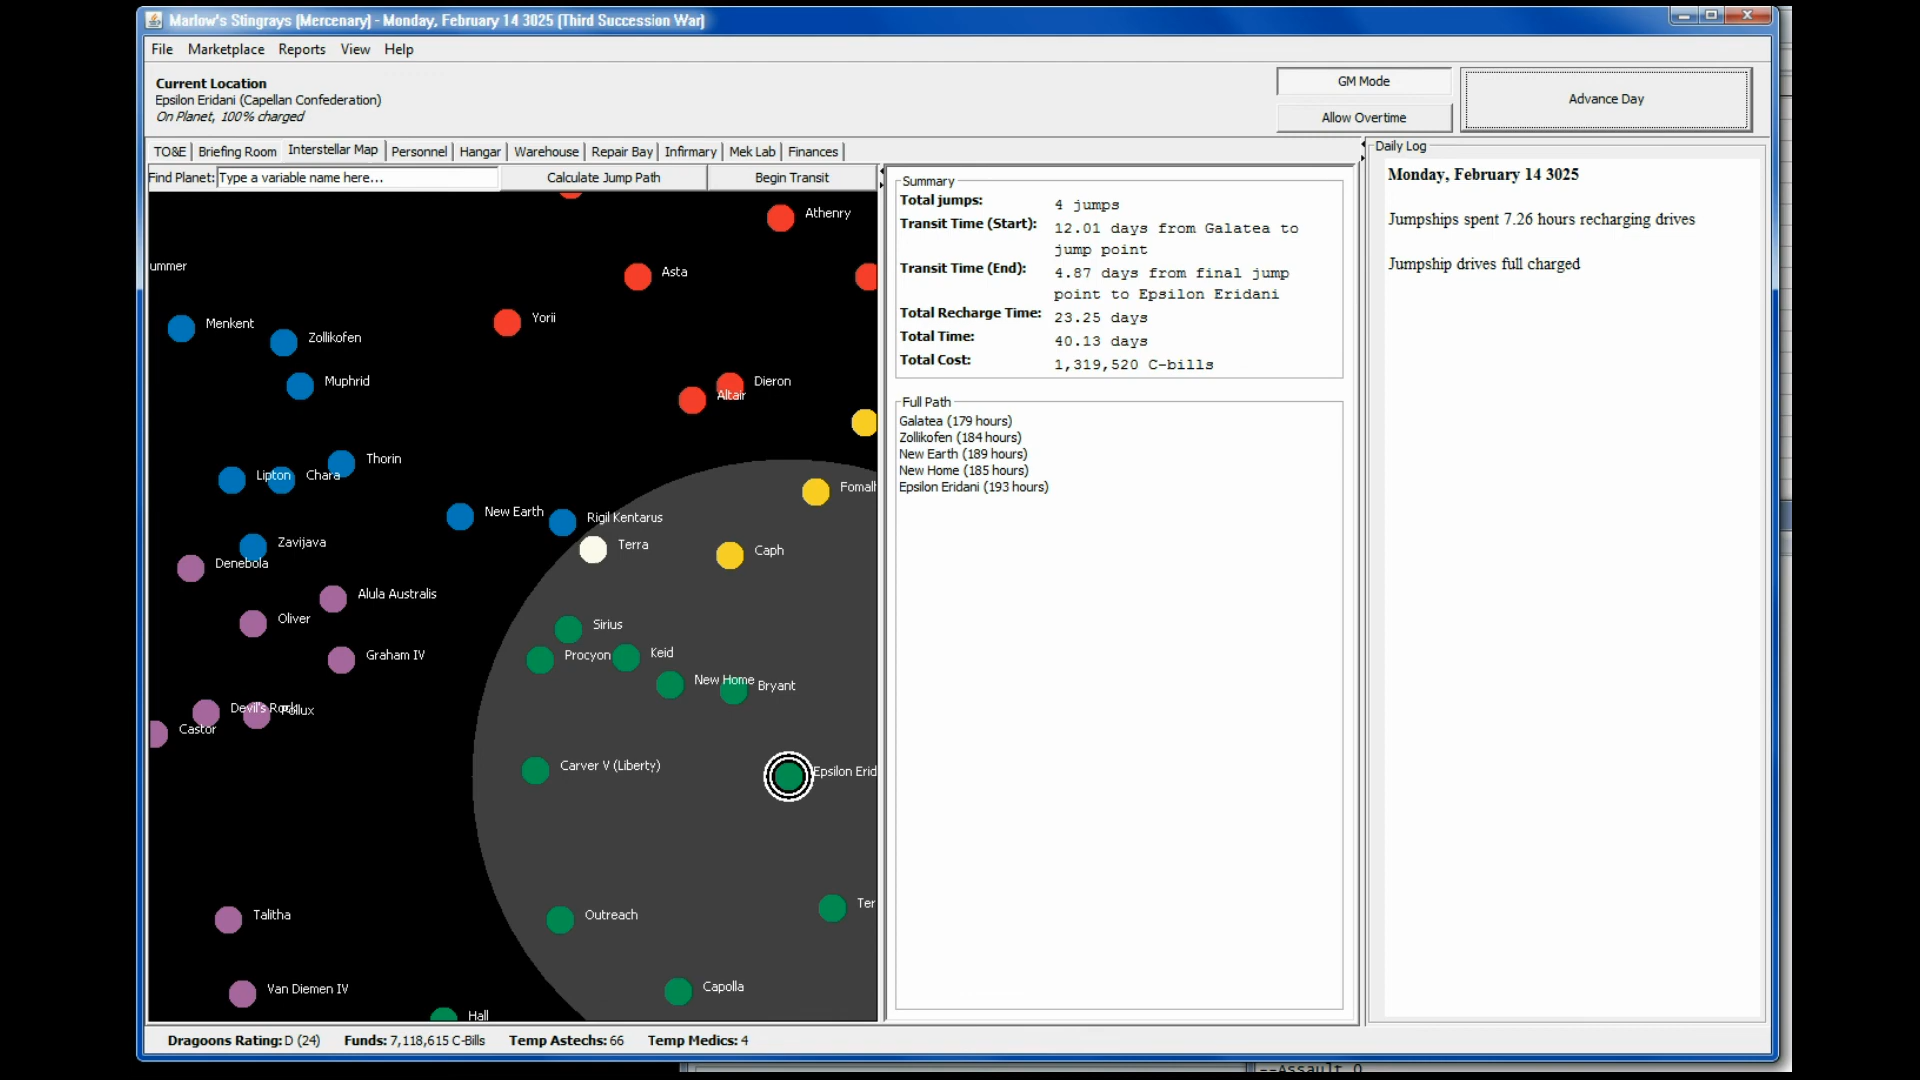 Marlow's Stingrays (Mercenary) - Monday, February 14 3025 (Third Succession War)
File Marketplace Reports View Help
Current Location
Epsilon Eridani (Capellan Confederation)
On Planet, 100% charged
GM Mode
Allow Overtime
Advance Day
TO&E Briefing Room Interstellar Map Personnel Hangar Warehouse Repair Bay Infirmary Mek Lab Finances
Find Planet: Type a variable name here... Calculate Jump Path Begin Transit
Athenry
ummer
Asta
Menkent
Yorii
Zollikofen
Muphrid
Dieron
Altair
Thorin
Lipton
Chara
Fomalh
New Earth
Rigil Kentarus
Zavijava
Terra
Caph
Denebola
Alula Australis
Oliver
Sirius
Graham IV
Procyon
Keid
New Home
Bryant
Devil's Rock
Pollux
Castor
Carver V (Liberty)
Epsilon Erid
Ter
Talitha
Outreach
Van Diemen IV
Capolla
Hall
Summary
Total jumps: 4 jumps
Transit Time (Start): 12.01 days from Galatea to
jump point
Transit Time (End): 4.87 days from final jump
point to Epsilon Eridani
Total Recharge Time: 23.25 days
Total Time: 40.13 days
Total Cost: 1,319,520 C-bills
Full Path
Galatea (179 hours)
Zollikofen (184 hours)
New Earth (189 hours)
New Home (185 hours)
Epsilon Eridani (193 hours)
Daily Log
Monday, February 14 3025
Jumpships spent 7.26 hours recharging drives
Jumpship drives full charged
Dragoons Rating: D (24) Funds: 7,118,615 C-Bills Temp Astechs: 66 Temp Medics: 4
--Assault 0